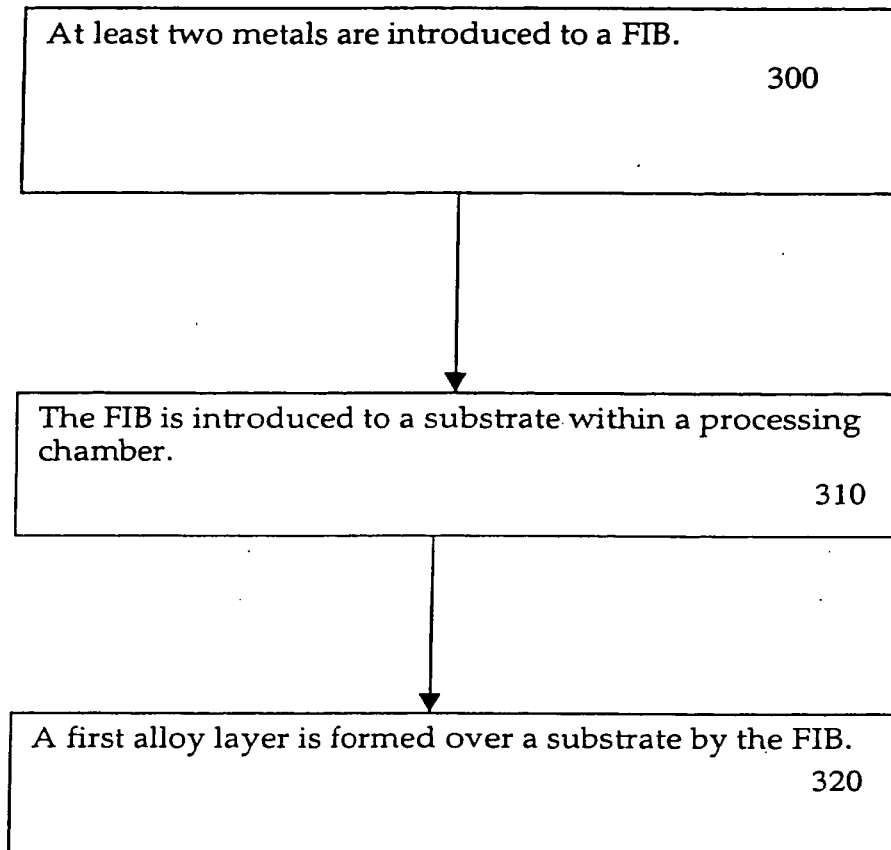 At least two metals are introduced to a FIB.
300
The FIB is introduced to a substrate within a processing
chamber.
310
A first alloy layer is formed over a substrate by the FIB.
320